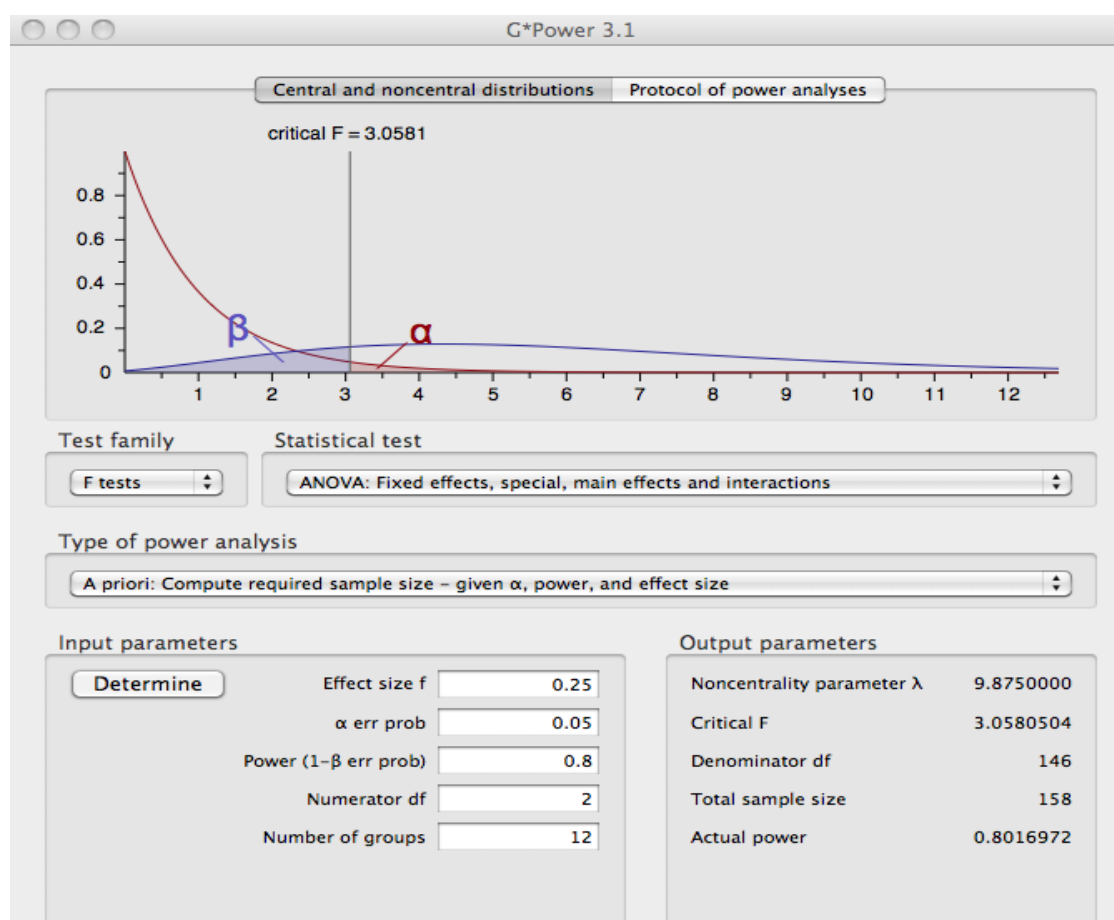 G*Power 3.1
Central and noncentral distributions Protocol of power analyses
critical F = 3.0581
0.8
0.6
0.4
0.2
0
β
α
1 2 3 4 5 6 7 8 9 10 11 12
Test family Statistical test
F tests ANOVA: Fixed effects, special, main effects and interactions
Type of power analysis
A priori: Compute required sample size – given α, power, and effect size
Input parameters Output parameters
Determine Effect size f 0.25 Noncentrality parameter λ 9.8750000
α err prob 0.05 Critical F 3.0580504
Power (1–β err prob) 0.8 Denominator df 146
Numerator df 2 Total sample size 158
Number of groups 12 Actual power 0.8016972